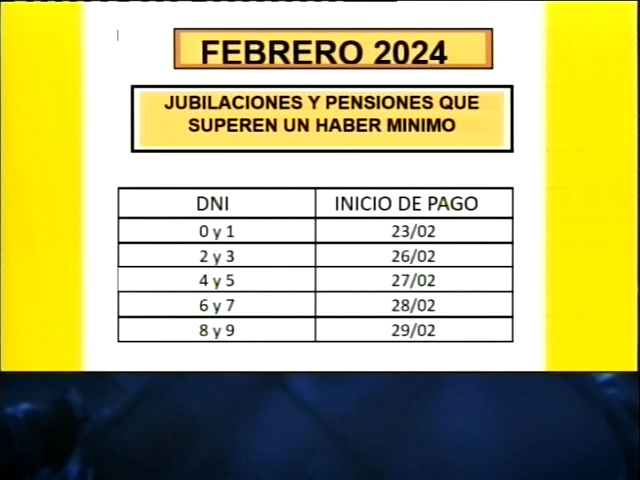 FEBRERO 2024
JUBILACIONES Y PENSIONES QUE
SUPEREN UN HABER MINIMO
DNI INICIO DE PAGO
0 y 1 23/02
2 y 3 26/02
4 y 5 27/02
6 y 7 28/02
8 y 9 29/02